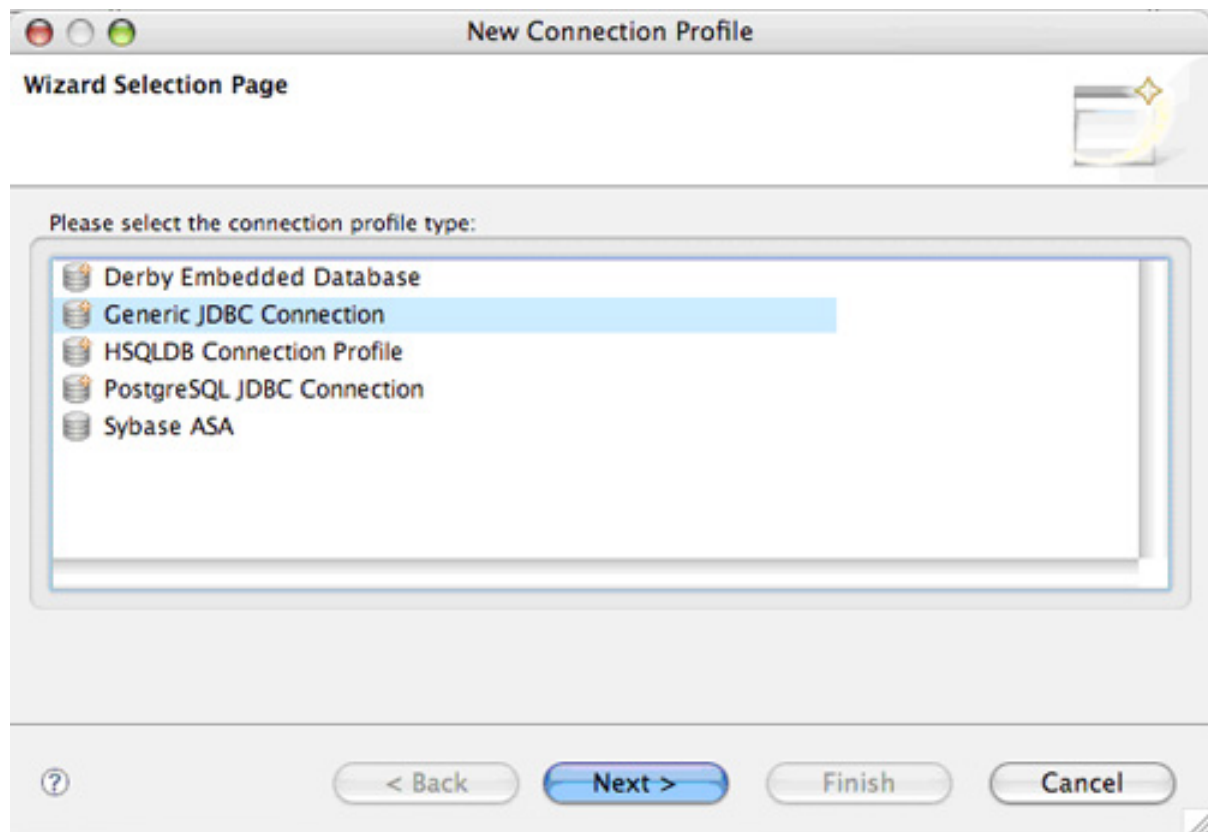 New Connection Profile
Wizard Selection Page
Please select the connection profile type:
Derby Embedded Database
Generic JDBC Connection
HSQLDB Connection Profile
PostgreSQL JDBC Connection
Sybase ASA
?
< Back
Next >
Finish
Cancel